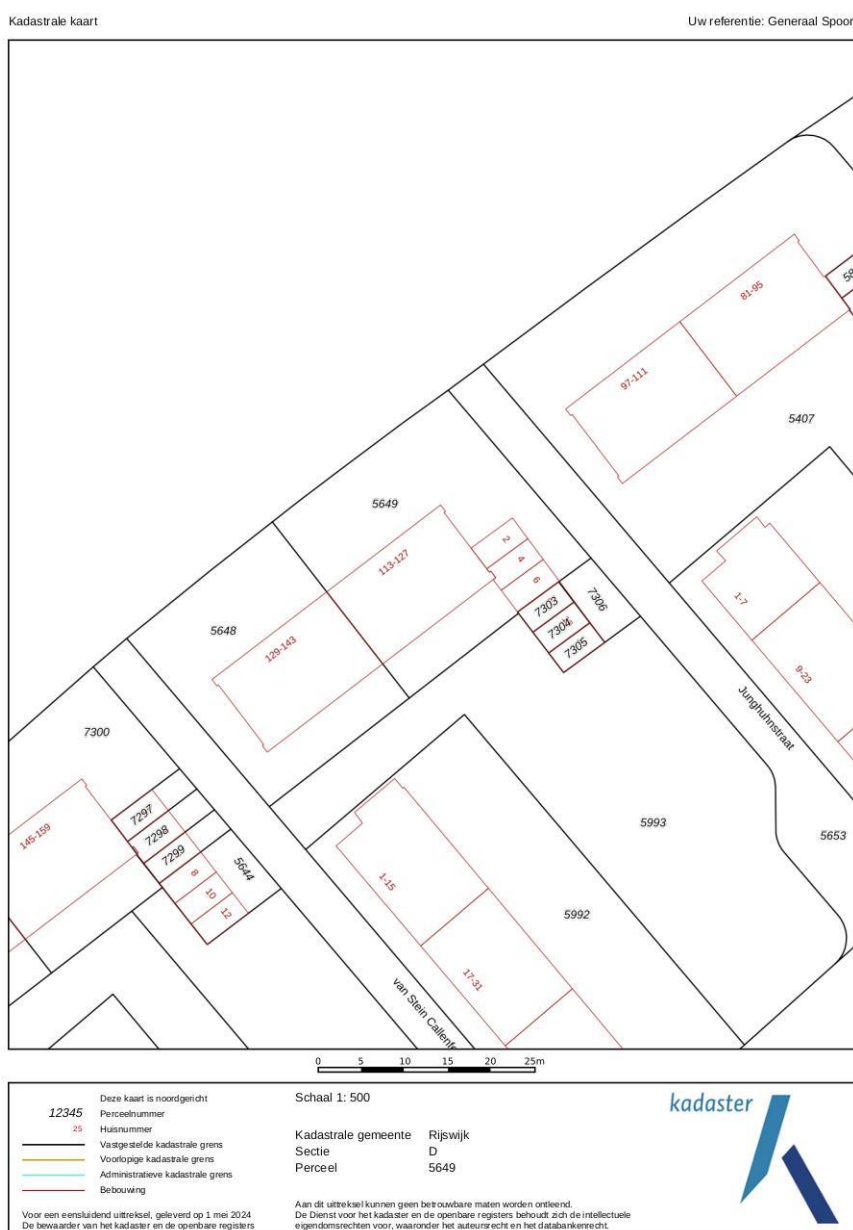 Kadastrale kaart
Uw referentie: Generaal Spoor
81-95
58
97-111
5407
5649
113-127
2
4
6
7303
7304
7305
7306
1-7
9-23
5648
129-143
Junghuhnstraat
7300
145-159
7297
7298
7299
5644
8
10
12
5993
5653
1-15
5992
17-31
van Stein Callenfe
0 5 10 15 20 25m
12345
25
Deze kaart is noordgericht
Perceelnummer
Huisnummer
Vastgestelde kadastrale grens
Voorlopige kadastrale grens
Administratieve kadastrale grens
Bebouwing
Schaal 1: 500
Kadastrale gemeente Rijswijk
Sectie D
Perceel 5649
kadaster
Voor een eensluidend uittreksel, geleverd op 1 mei 2024
De bewaarder van het kadaster en de openbare registers
Aan dit uittreksel kunnen geen betrouwbare maten worden ontleend.
De Dienst voor het kadaster en de openbare registers behoudt zich de intellectuele
eigendomsrechten voor, waaronder het auteursrecht en het databankenrecht.